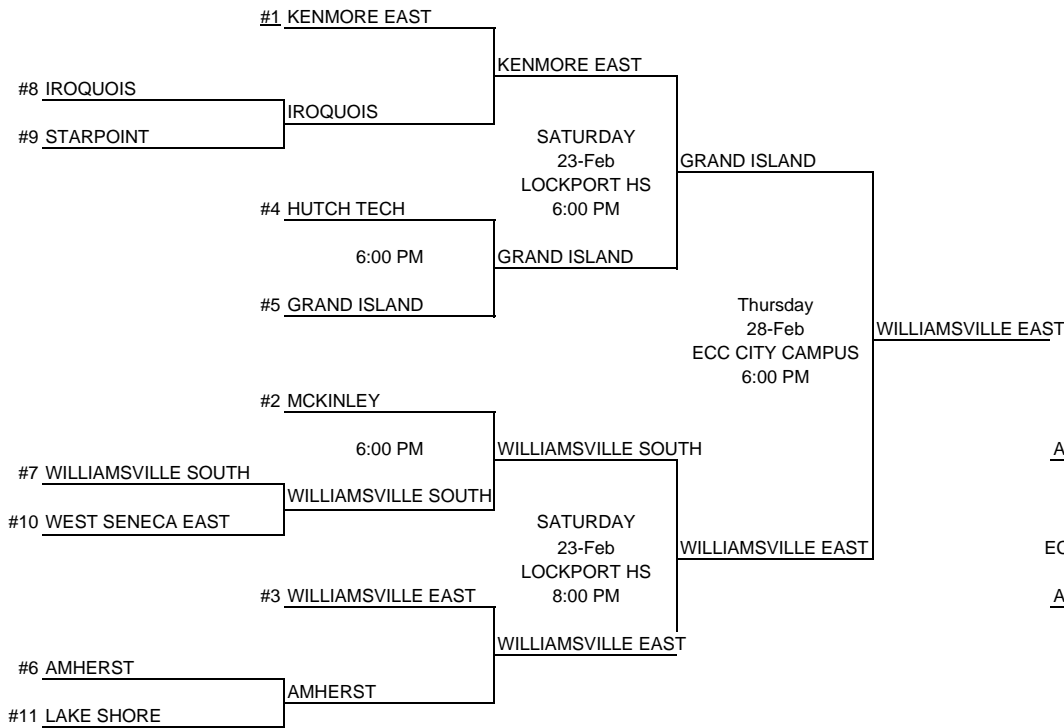 #1 KENMORE EAST
KENMORE EAST
#8 IROQUOIS
IROQUOIS
#9 STARPOINT
SATURDAY
23-Feb
LOCKPORT HS
6:00 PM
GRAND ISLAND
#4 HUTCH TECH
6:00 PM
GRAND ISLAND
#5 GRAND ISLAND
Thursday
28-Feb
ECC CITY CAMPUS
6:00 PM
WILLIAMSVILLE EAST
#2 MCKINLEY
6:00 PM
WILLIAMSVILLE SOUTH
#7 WILLIAMSVILLE SOUTH
WILLIAMSVILLE SOUTH
#10 WEST SENECA EAST
SATURDAY
23-Feb
LOCKPORT HS
8:00 PM
WILLIAMSVILLE EAST
#3 WILLIAMSVILLE EAST
WILLIAMSVILLE EAST
#6 AMHERST
AMHERST
#11 LAKE SHORE